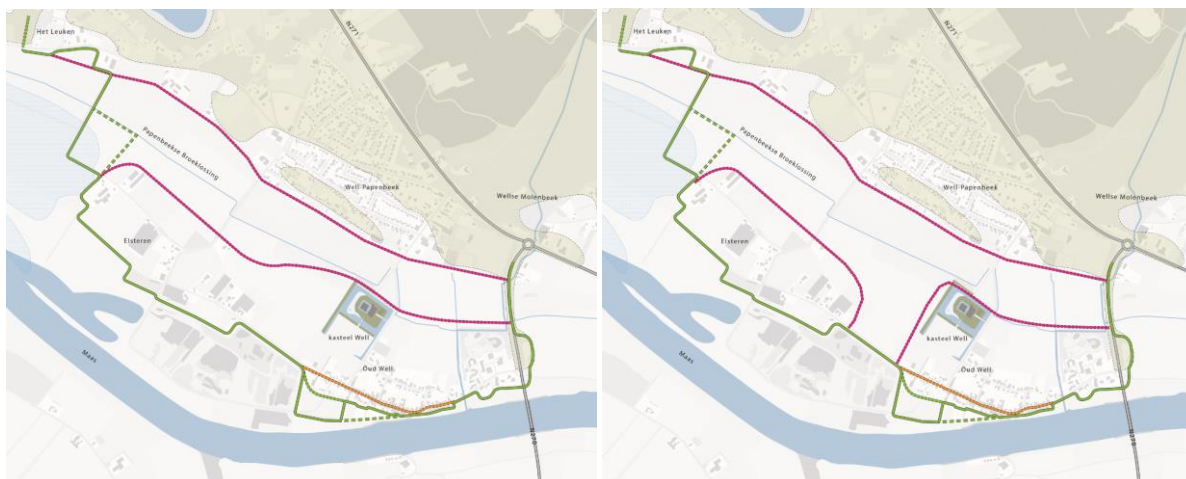 Het Leuken
N271
Papenbeekse Broeklossing
Well-Papenbeek
Wellse Molenbeek
Elsteren
kasteel Well
Maas
Oud Well
N270
Het Leuken
N271
Papenbeekse Broeklossing
Well-Papenbeek
Wellse Molenbeek
Elsteren
kasteel Well
Maas
Oud Well
N270